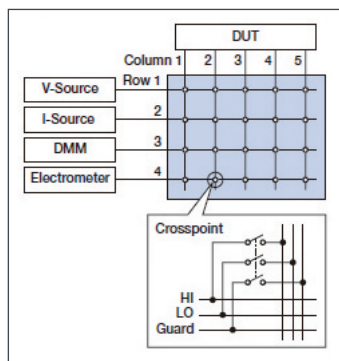 DUT
Column 1 2 3 4 5
Row 1
V-Source
I-Source 2
DMM 3
Electrometer 4
Crosspoint
HI
LO
Guard